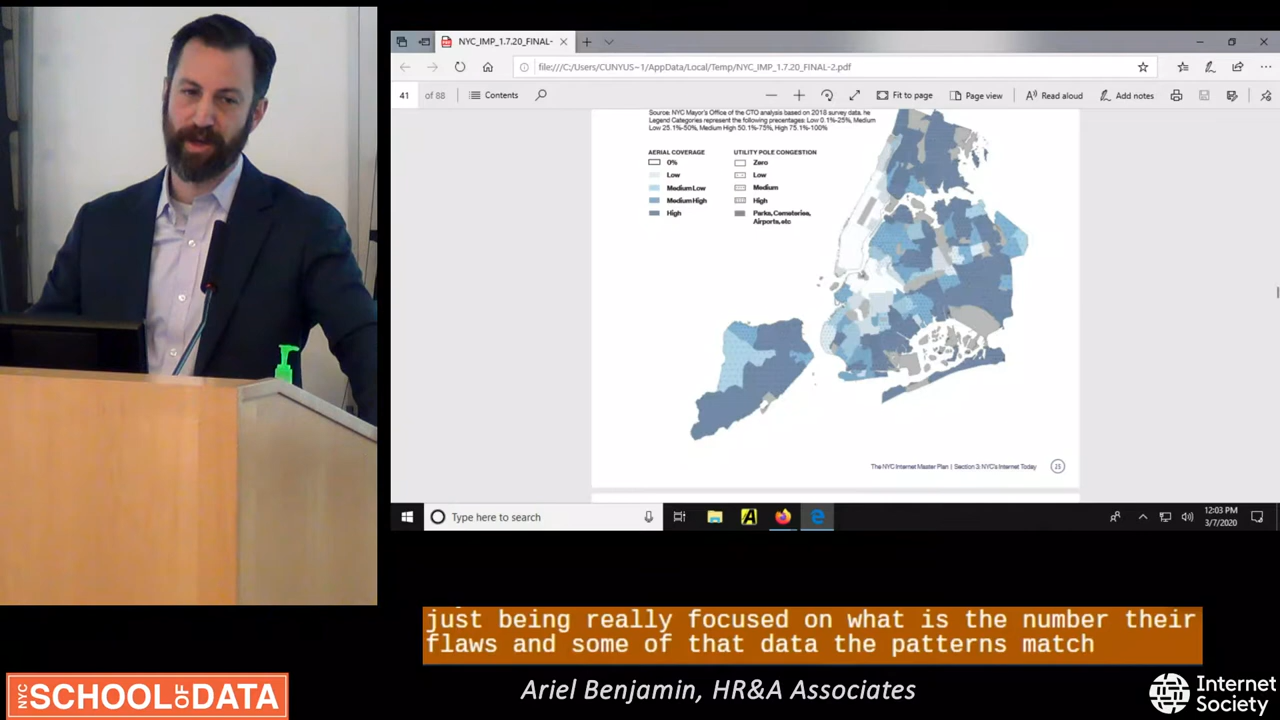 NYC_IMP_1.7.20_FINAL-
file:///C:/Users/CUNYUS~1/AppData/Local/Temp/NYC_IMP_1.7.20_FINAL-2.pdf
41 of 88 Contents Fit to page Page view Read aloud Add notes
Source: NYC Mayor's Office of the CTO analysis based on 2018 survey data, he
Legend Categories represent the following precentages: Low 0.1%-25%, Medium
Low 25.1%-50%, Medium High 50.1%-75%, High 75.1%-100%
AERIAL COVERAGE
0%
Low
Medium Low
Medium High
High
UTILITY POLE CONGESTION
Zero
Low
Medium
High
Parks, Cemeteries,
Airports, etc
The NYC Internet Master Plan | Section 3: NYC's Internet Today 25
Type here to search
12:03 PM
3/7/2020
just being really focused on what is the number their
flaws and some of that data the patterns match
NYC SCHOOL OF DATA
Ariel Benjamin, HR&A Associates
Internet
Society